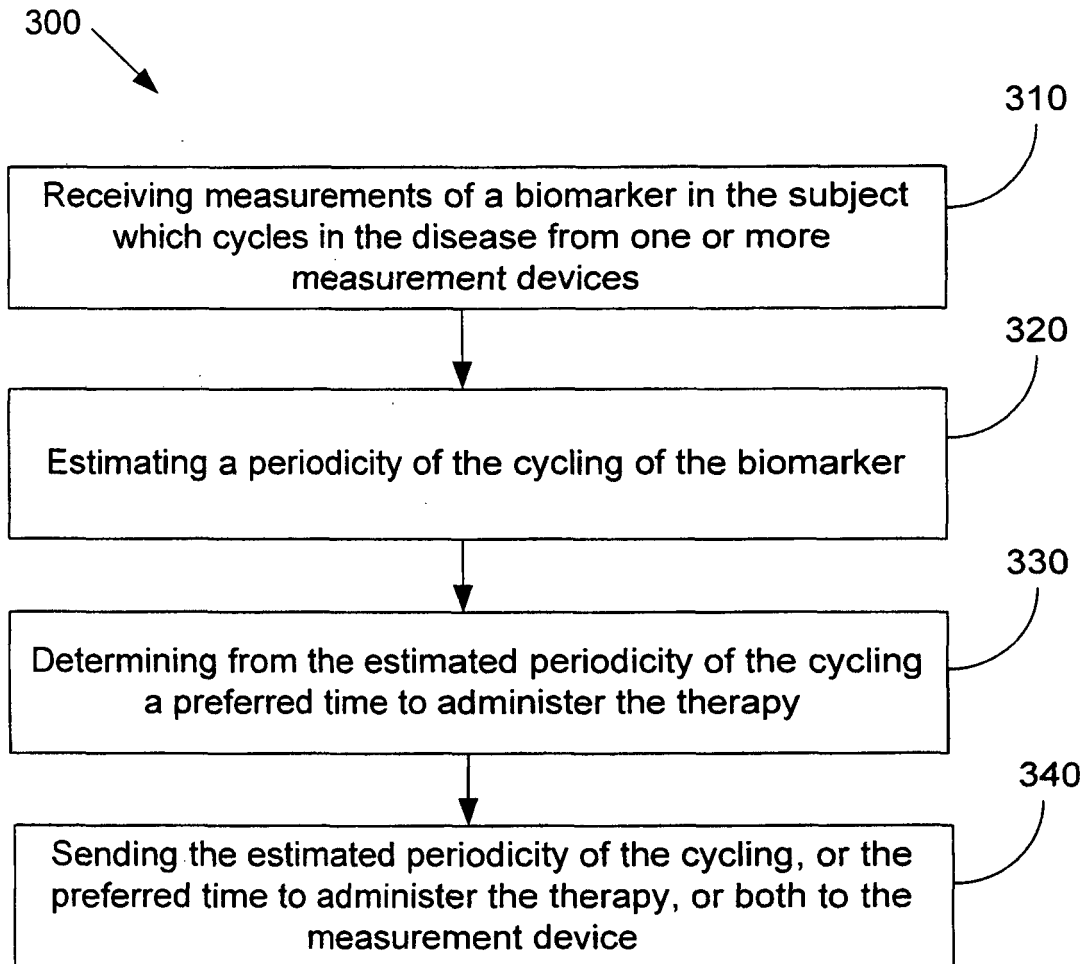 300
310
Receiving measurements of a biomarker in the subject
which cycles in the disease from one or more
measurement devices
320
Estimating a periodicity of the cycling of the biomarker
330
Determining from the estimated periodicity of the cycling
a preferred time to administer the therapy
340
Sending the estimated periodicity of the cycling, or the
preferred time to administer the therapy, or both to the
measurement device